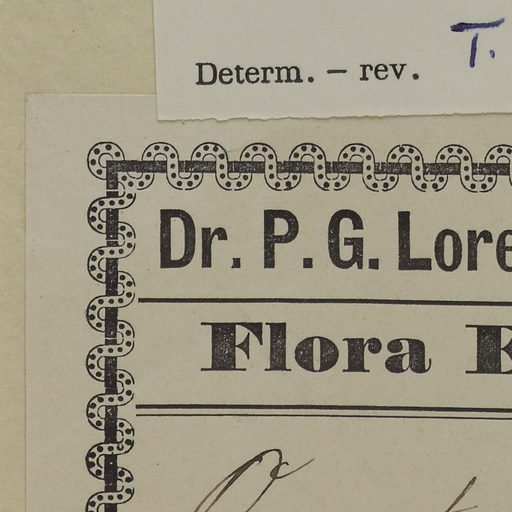 Determ. – rev. T.
Dr. P. G. Lore
Flora E